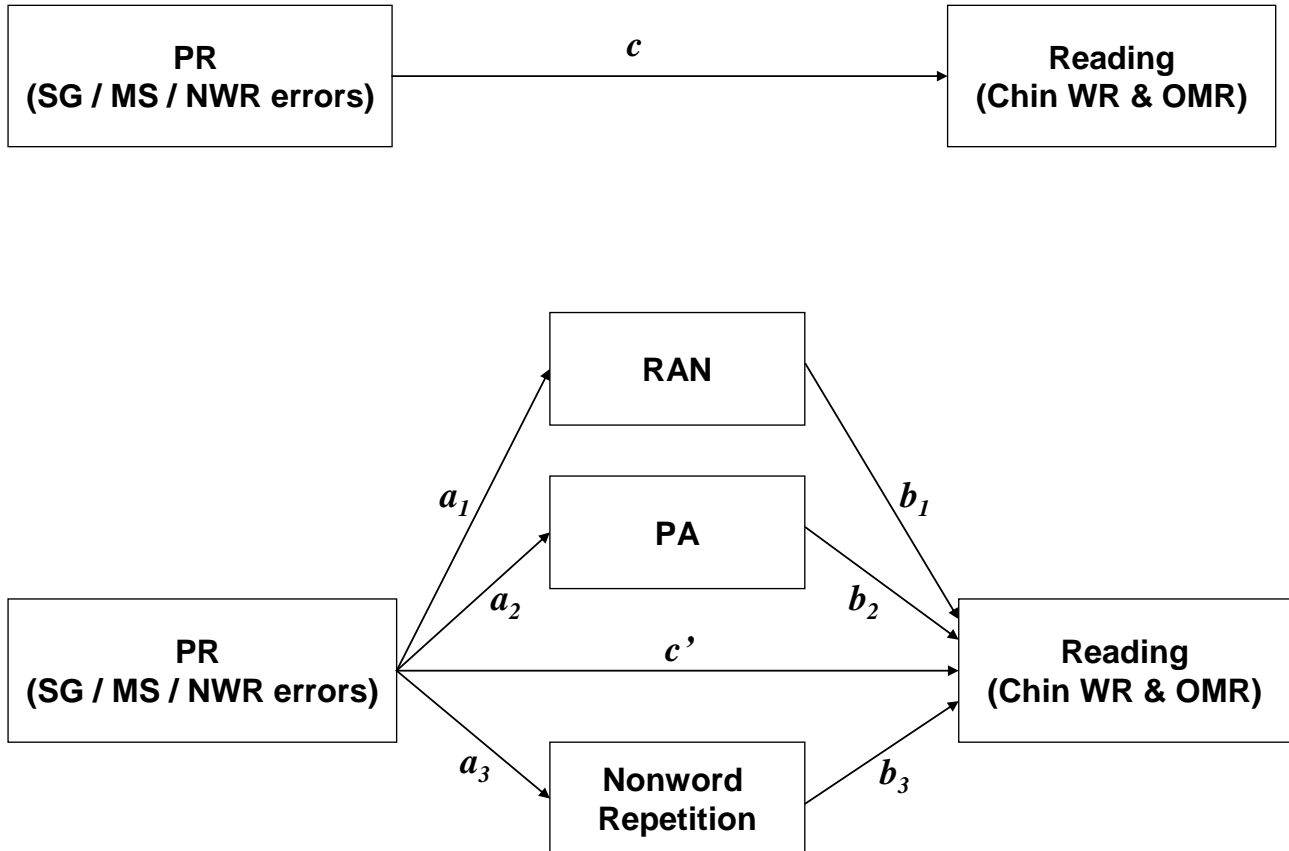 PR
(SG / MS / NWR errors)
c
Reading
(Chin WR & OMR)
RAN
a1
b1
PA
a2
b2
PR
(SG / MS / NWR errors)
c’
Reading
(Chin WR & OMR)
a3
Nonword
Repetition
b3